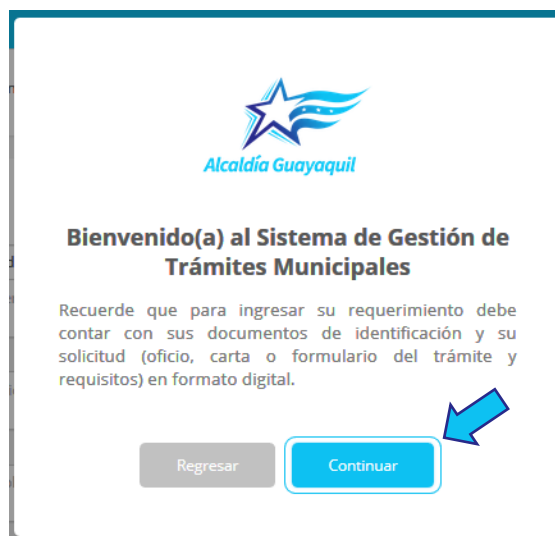 Alcaldía Guayaquil
Bienvenido(a) al Sistema de Gestión de
Trámites Municipales
Recuerde que para ingresar su requerimiento debe
contar con sus documentos de identificación y su
solicitud (oficio, carta o formulario del trámite y
requisitos) en formato digital.
Regresar
Continuar